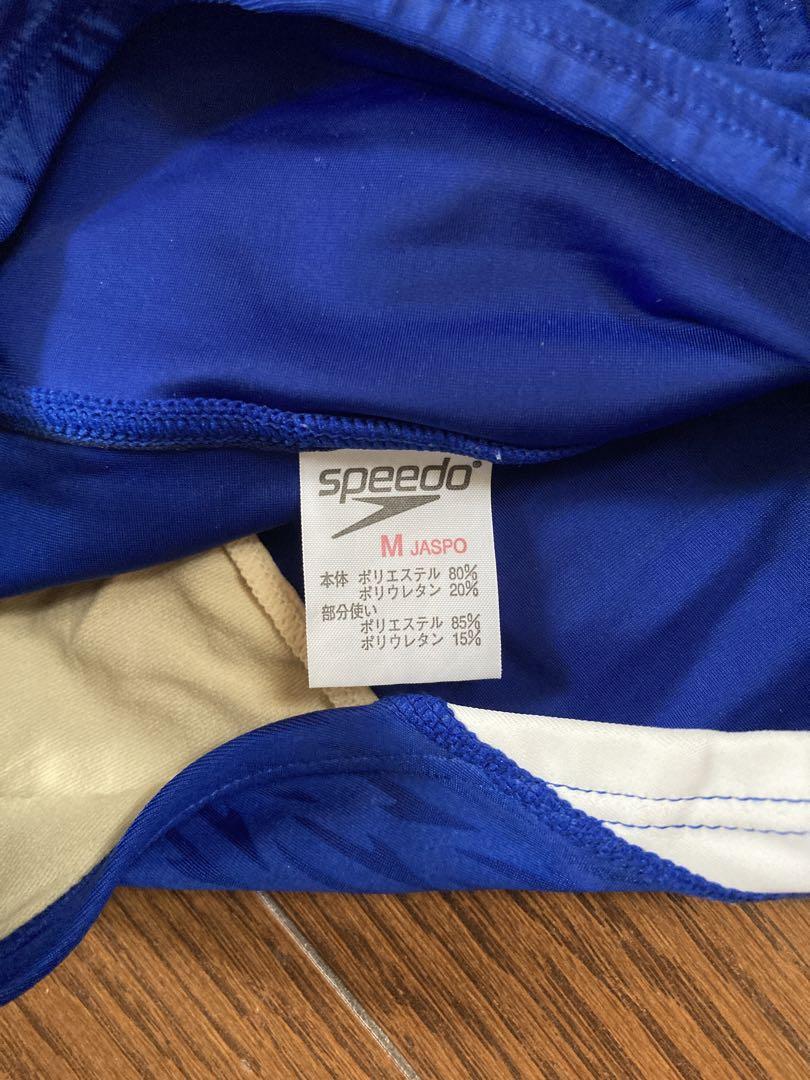 speedo®
M JASPO
本体 ポリエステル 80%
ポリウレタン 20%
部分使い
ポリエステル 85%
ポリウレタン 15%